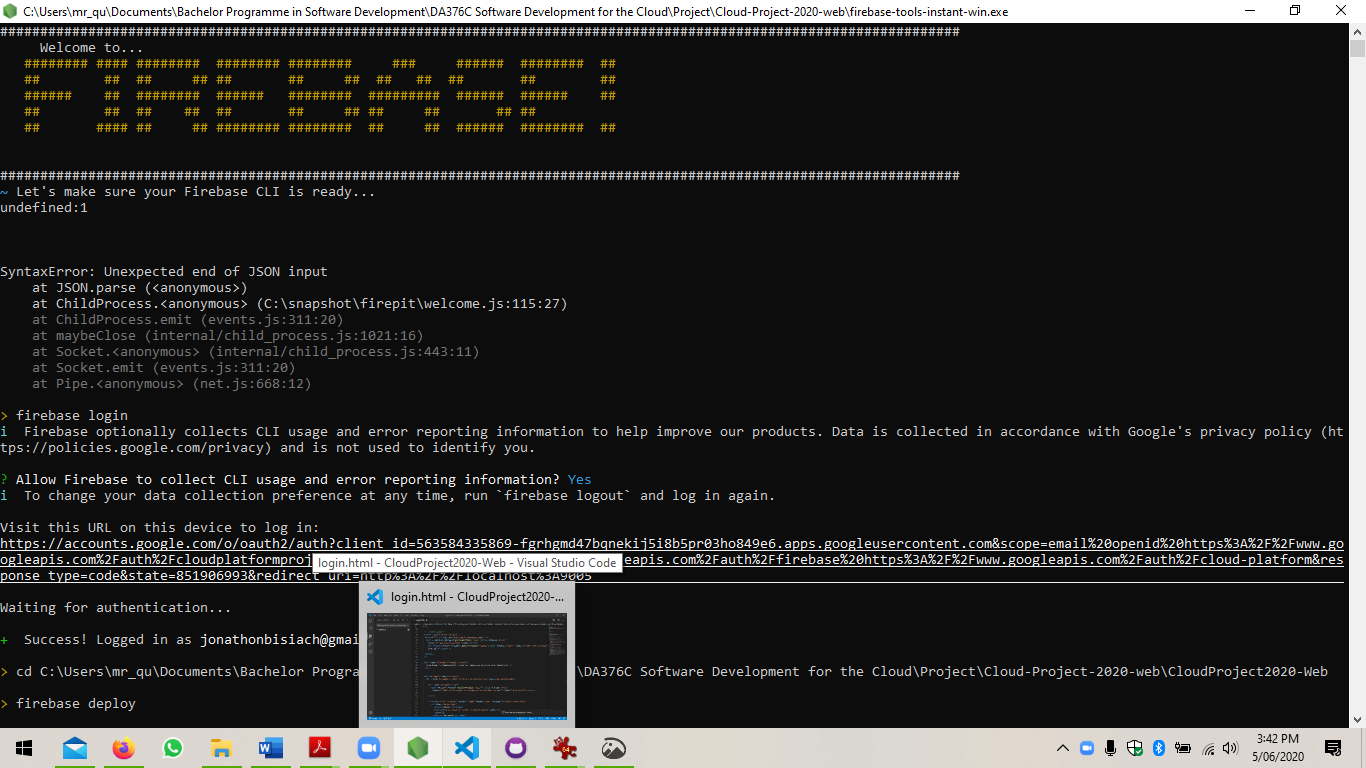 C:\Users\mr_qu\Documents\Bachelor Programme in Software Development\DA376C Software Development for the Cloud\Project\Cloud-Project-2020-web\firebase-tools-instant-win.exe
Welcome to...
FIREBASE!
~ Let's make sure your Firebase CLI is ready...
undefined:1
SyntaxError: Unexpected end of JSON input
at JSON.parse (<anonymous>)
at ChildProcess.<anonymous> (C:\snapshot\firepit\welcome.js:115:27)
at ChildProcess.emit (events.js:311:20)
at maybeClose (internal/child_process.js:1021:16)
at Socket.<anonymous> (internal/child_process.js:443:11)
at Socket.emit (events.js:311:20)
at Pipe.<anonymous> (net.js:668:12)
> firebase login
i  Firebase optionally collects CLI usage and error reporting information to help improve our products. Data is collected in accordance with Google's privacy policy (ht
tps://policies.google.com/privacy) and is not used to identify you.
? Allow Firebase to collect CLI usage and error reporting information? Yes
i  To change your data collection preference at any time, run `firebase logout` and log in again.
Visit this URL on this device to log in:
https://accounts.google.com/o/oauth2/auth?client_id=563584335869-fgrhgmd47bqnekij5i8b5pr03ho849e6.apps.googleusercontent.com&scope=email%20openid%20https%3A%2F%2Fwww.go
ogleapis.com%2Fauth%2Fcloudplatformproj
eapis.com%2Fauth%2Ffirebase%20https%3A%2F%2Fwww.googleapis.com%2Fauth%2Fcloud-platform&res
login.html - CloudProject2020-Web - Visual Studio Code
ponse_type=code&state=851906993&redirect_uri=http%3A%2F%2Flocalhost%3A9005
login.html - CloudProject2020-...
Waiting for authentication...
+  Success! Logged in as jonathonbisiach@gmai
> cd C:\Users\mr_qu\Documents\Bachelor Progra
\DA376C Software Development for the Cloud\Project\Cloud-Project-2020-web\CloudProject2020-Web
> firebase deploy
3:42 PM
5/06/2020